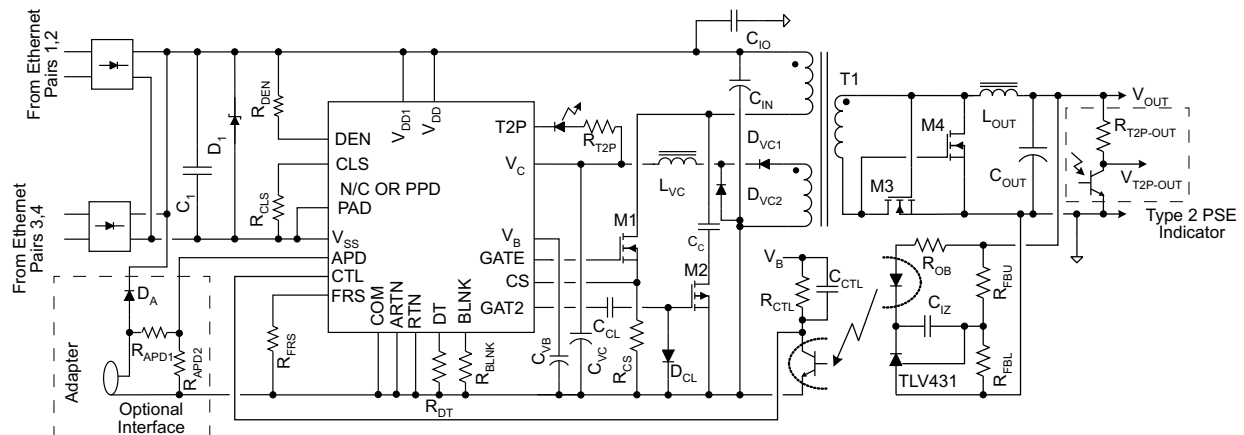 From Ethernet
Pairs 1,2
From Ethernet
Pairs 3,4
C1
D1
RDEN
RCLS
DEN
CLS
N/C OR PPD
PAD
VSS
APD
CTL
FRS
VDD1
VDD
T2P
VC
VB
GATE
CS
GAT2
COM
ARTN
RTN
DT
BLNK
RT2P
LVC
DVC1
DVC2
CIO
CIN
T1
M1
M2
CC
CCL
DCL
RCS
CVC
CVB
RFRS
RDT
RBLNK
Adapter
DA
RAPD1
RAPD2
Optional
Interface
M3
M4
LOUT
COUT
VOUT
RT2P-OUT
VT2P-OUT
Type 2 PSE
Indicator
VB
RCTL
CCTL
ROB
CIZ
RFBU
RFBL
TLV431